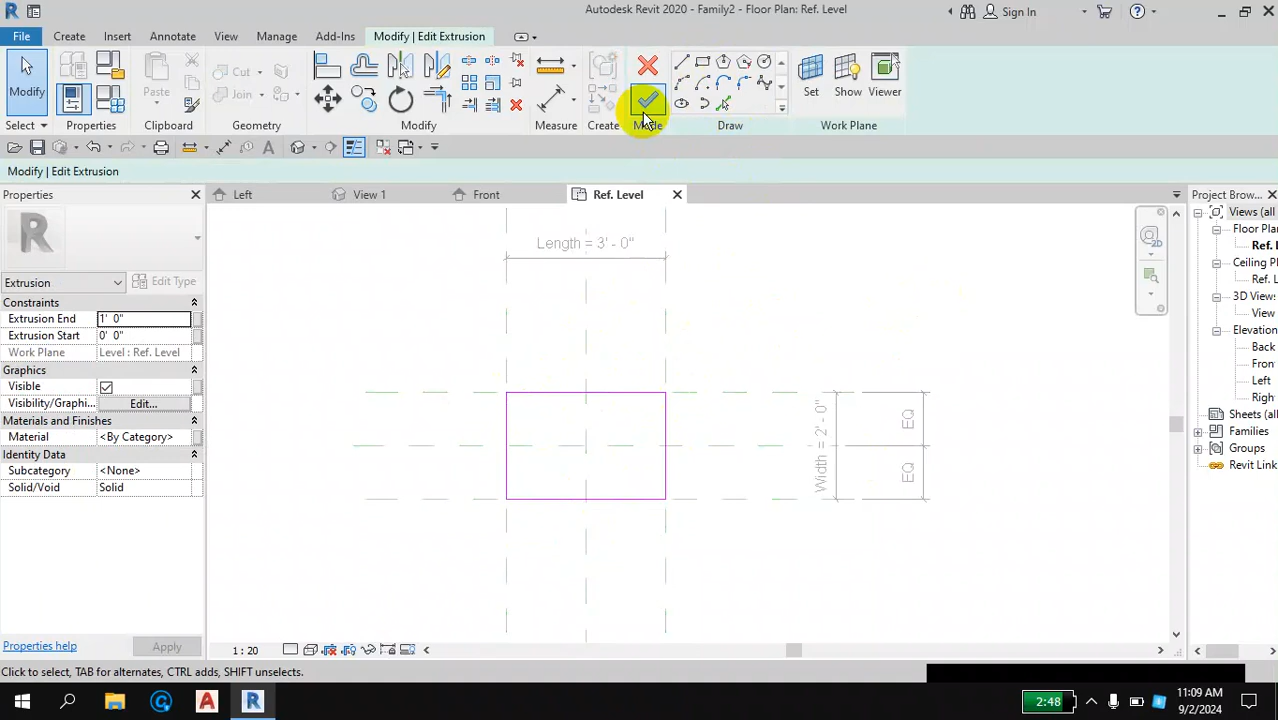 Autodesk Revit 2020 - Family2 - Floor Plan: Ref. Level
Sign In
File Create Insert Annotate View Manage Add-Ins Modify | Edit Extrusion
Modify Paste Cut Join Set Show Viewer
Select Properties Clipboard Geometry Modify Measure Create Mode Draw Work Plane
Modify | Edit Extrusion
Properties
Left View 1 Front Ref. Level
Project Brow...
Extrusion
Edit Type
Constraints
Extrusion End 1' 0"
Extrusion Start 0' 0"
Work Plane Level : Ref. Level
Graphics
Visible
Visibility/Graphi... Edit...
Materials and Finishes
Material <By Category>
Identity Data
Subcategory <None>
Solid/Void Solid
Properties help
Apply
Length = 3' - 0"
Width = 2' - 0"
EQ
EQ
2D
Views (all
Floor Plan
Ref. L
Ceiling Pl
Ref. L
3D Views
View
Elevation
Back
Fron
Left
Righ
Sheets (all
Families
Groups
Revit Link
1 : 20
Click to select, TAB for alternates, CTRL adds, SHIFT unselects.
2:48
11:09 AM
9/2/2024